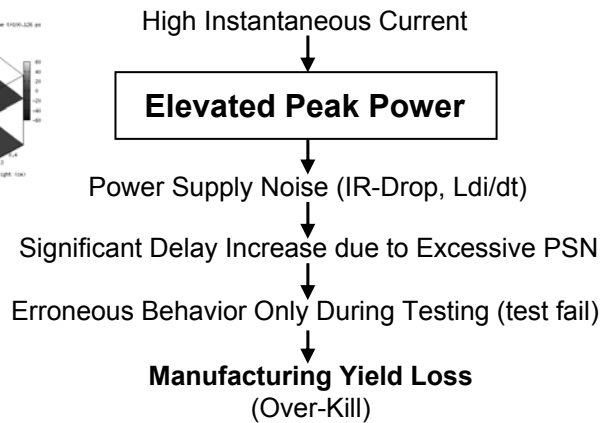 High Instantaneous Current
Elevated Peak Power
Power Supply Noise (IR-Drop, Ldi/dt)
Significant Delay Increase due to Excessive PSN
Erroneous Behavior Only During Testing (test fail)
Manufacturing Yield Loss
(Over-Kill)